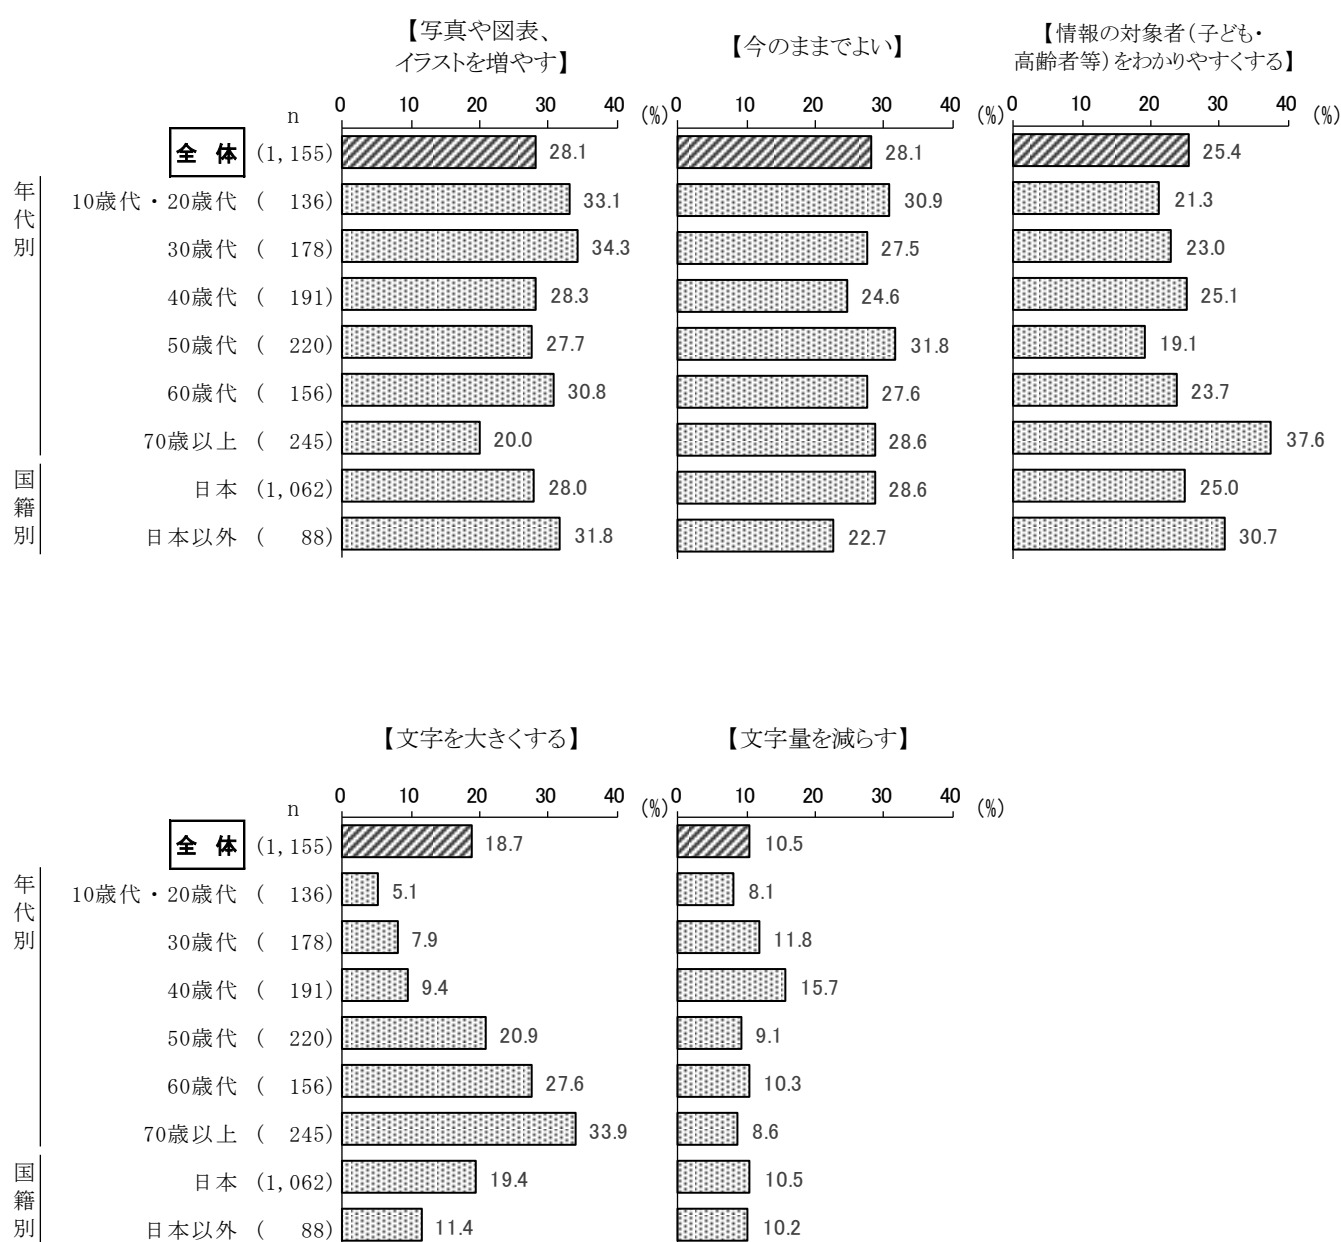 【写真や図表、
イラストを増やす】
【今のままでよい】
【情報の対象者(子ども・
高齢者等)をわかりやすくする】
n 0 10 20 30 40 (%) 0 10 20 30 40 (%) 0 10 20 30 40 (%)
全 体 (1,155) 28.1 28.1 25.4
年代別
10歳代・20歳代 ( 136) 33.1 30.9 21.3
30歳代 ( 178) 34.3 27.5 23.0
40歳代 ( 191) 28.3 24.6 25.1
50歳代 ( 220) 27.7 31.8 19.1
60歳代 ( 156) 30.8 27.6 23.7
70歳以上 ( 245) 20.0 28.6 37.6
国籍別
日本 (1,062) 28.0 28.6 25.0
日本以外 ( 88) 31.8 22.7 30.7
【文字を大きくする】
【文字量を減らす】
n 0 10 20 30 40 (%) 0 10 20 30 40 (%)
全 体 (1,155) 18.7 10.5
年代別
10歳代・20歳代 ( 136) 5.1 8.1
30歳代 ( 178) 7.9 11.8
40歳代 ( 191) 9.4 15.7
50歳代 ( 220) 20.9 9.1
60歳代 ( 156) 27.6 10.3
70歳以上 ( 245) 33.9 8.6
国籍別
日本 (1,062) 19.4 10.5
日本以外 ( 88) 11.4 10.2